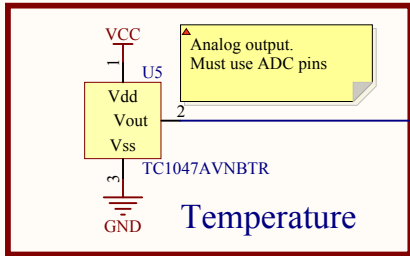 VCC
Analog output.
Must use ADC pins
1
U5
Vdd
Vout
2
Vss
TC1047AVNBTR
3
GND
Temperature